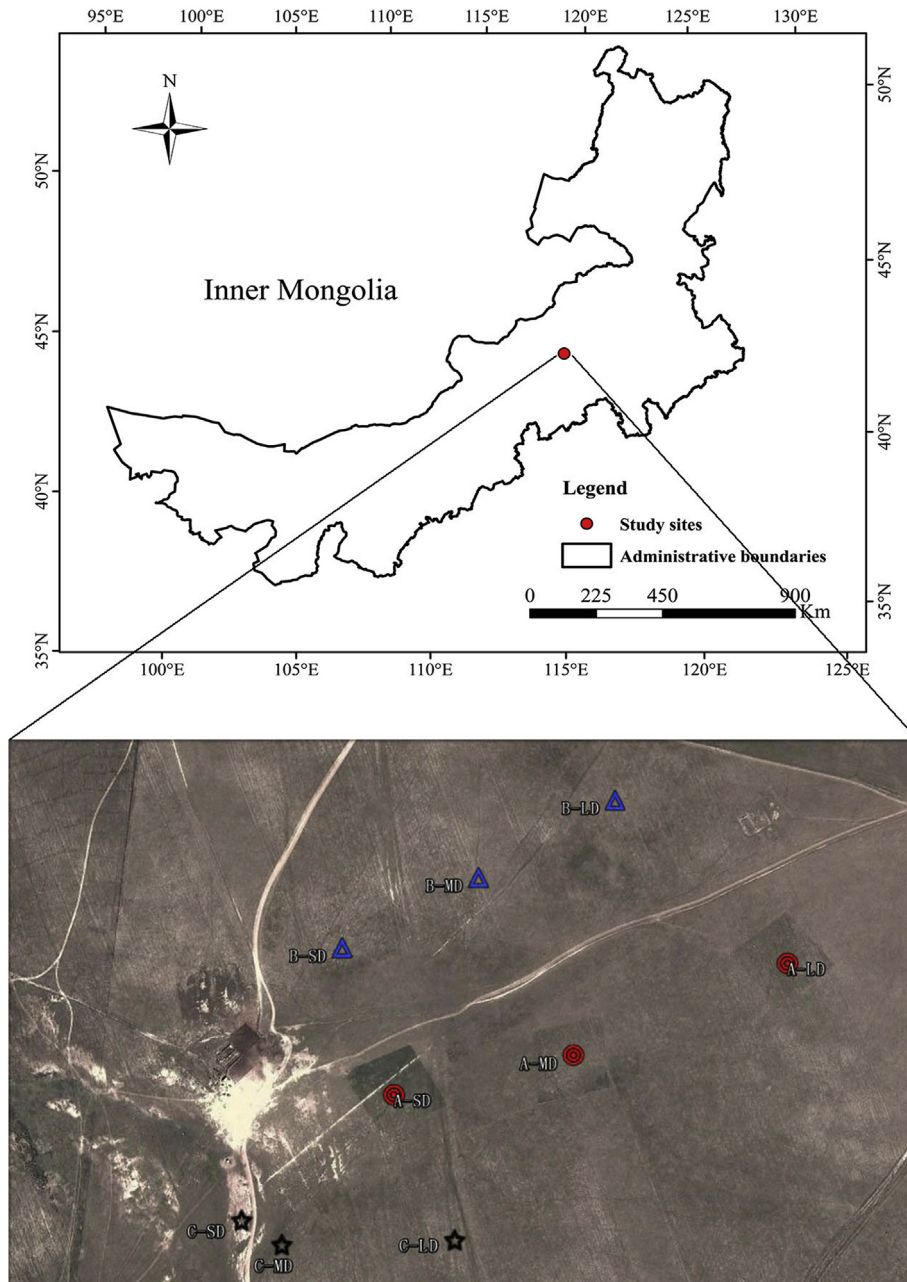 95°E 100°E 105°E 110°E 115°E 120°E 125°E 130°E
N
50°N
50°N
45°N
Inner Mongolia
45°N
40°N
40°N
Legend
Study sites
Administrative boundaries
0 225 450 900
Km
35°N
35°N
100°E 105°E 110°E 115°E 120°E 125°E
B-LD
B-MD
B-SD
A-LD
A-MD
A-SD
C-SD
C-LD
C-MD